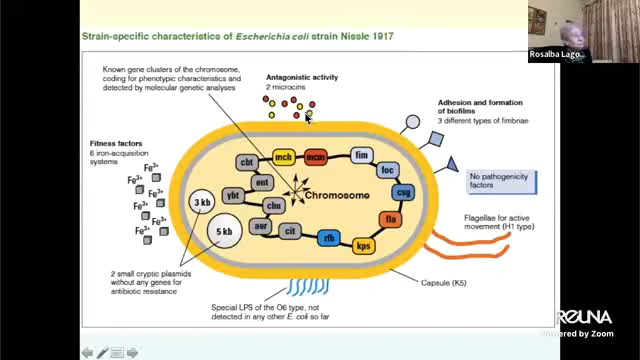 Strain-specific characteristics of Escherichia coli strain Nissle 1917
Known gene clusters of the chromosome,
coding for phenotypic characteristics and
detected by molecular genetic analyses
Antagonistic activity
2 microcins
Adhesion and formation
of biofilms
3 different types of fimbriae
Fitness factors
6 iron-acquisition
systems
Fe3+
Fe3+
Fe3+
Fe3+
Fe3+
Fe3+
Fe3+
cbt
mch
mcm
fim
foc
csg
fla
kps
rfb
cit
aer
chu
ybt
ent
Chromosome
3 kb
5 kb
No pathogenicity
factors
Flagellae for active
movement (H1 type)
Capsule (K5)
2 small cryptic plasmids
without any genes for
antibiotic resistance
Special LPS of the O6 type, not
detected in any other E. coli so far
Rosalba Lago...
REUNA
Powered by Zoom